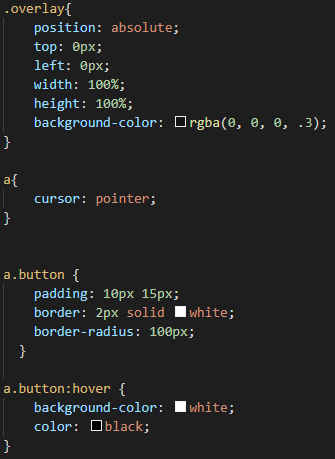 .overlay{
position: absolute;
top: 0px;
left: 0px;
width: 100%;
height: 100%;
background-color: rgba(0, 0, 0, .3);
}
a{
cursor: pointer;
}
a.button {
padding: 10px 15px;
border: 2px solid white;
border-radius: 100px;
}
a.button:hover {
background-color: white;
color: black;
}